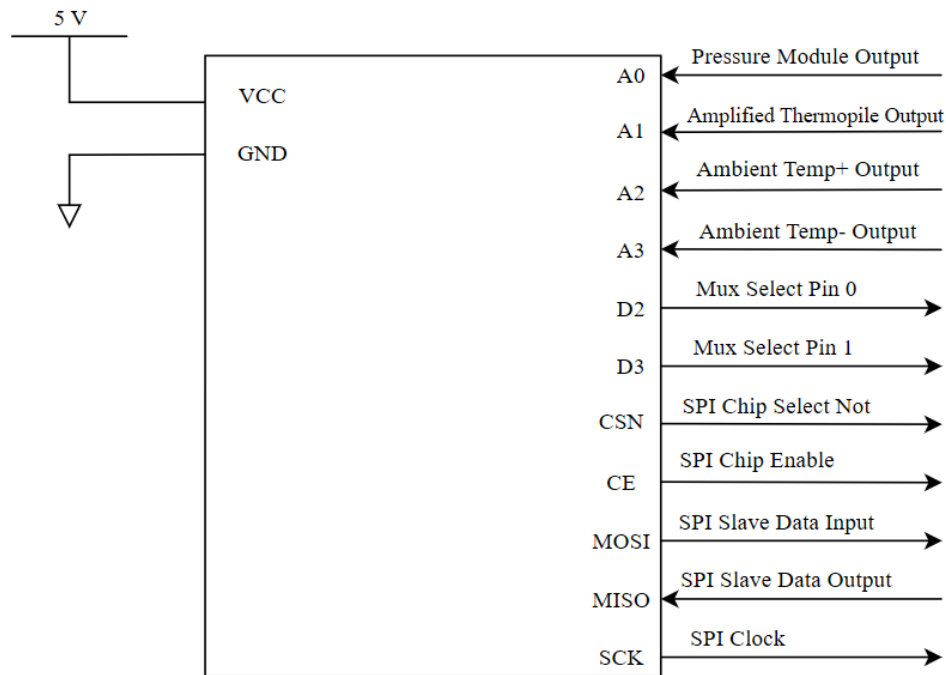 5 V
VCC
GND
A0
Pressure Module Output
A1
Amplified Thermopile Output
A2
Ambient Temp+ Output
A3
Ambient Temp- Output
D2
Mux Select Pin 0
D3
Mux Select Pin 1
CSN
SPI Chip Select Not
CE
SPI Chip Enable
MOSI
SPI Slave Data Input
MISO
SPI Slave Data Output
SCK
SPI Clock